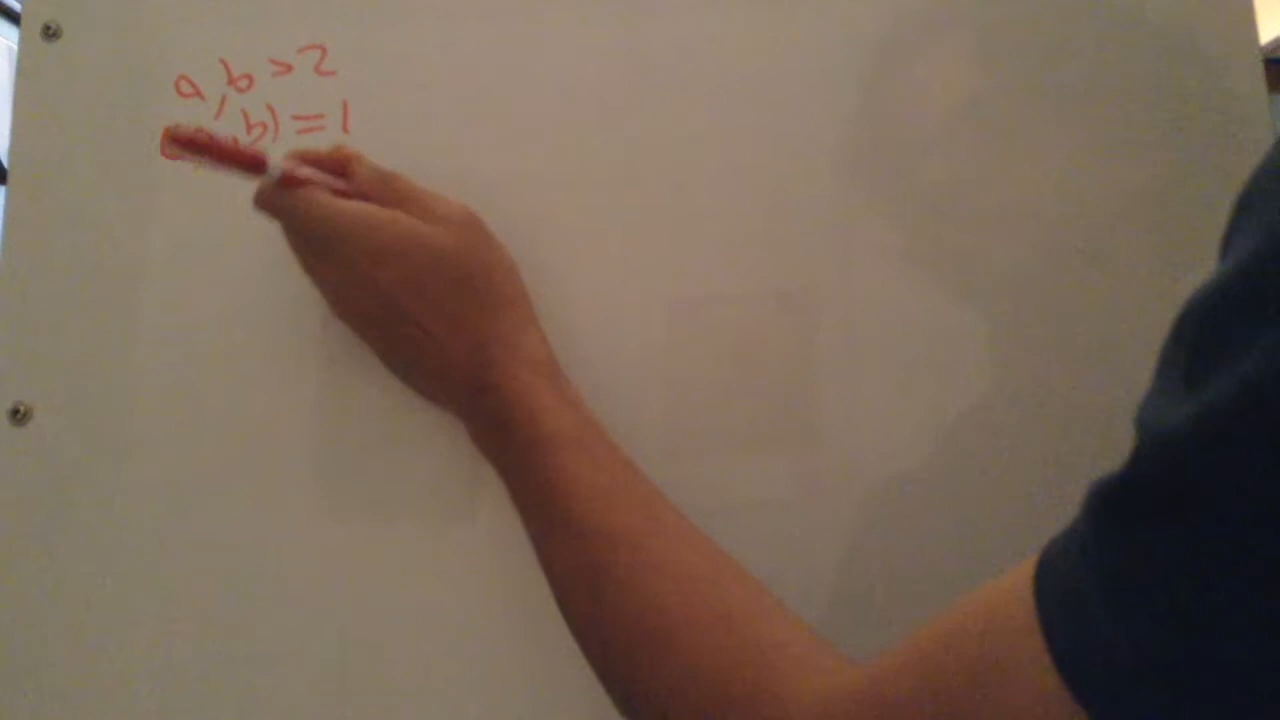 a, b > 2
, b) = 1